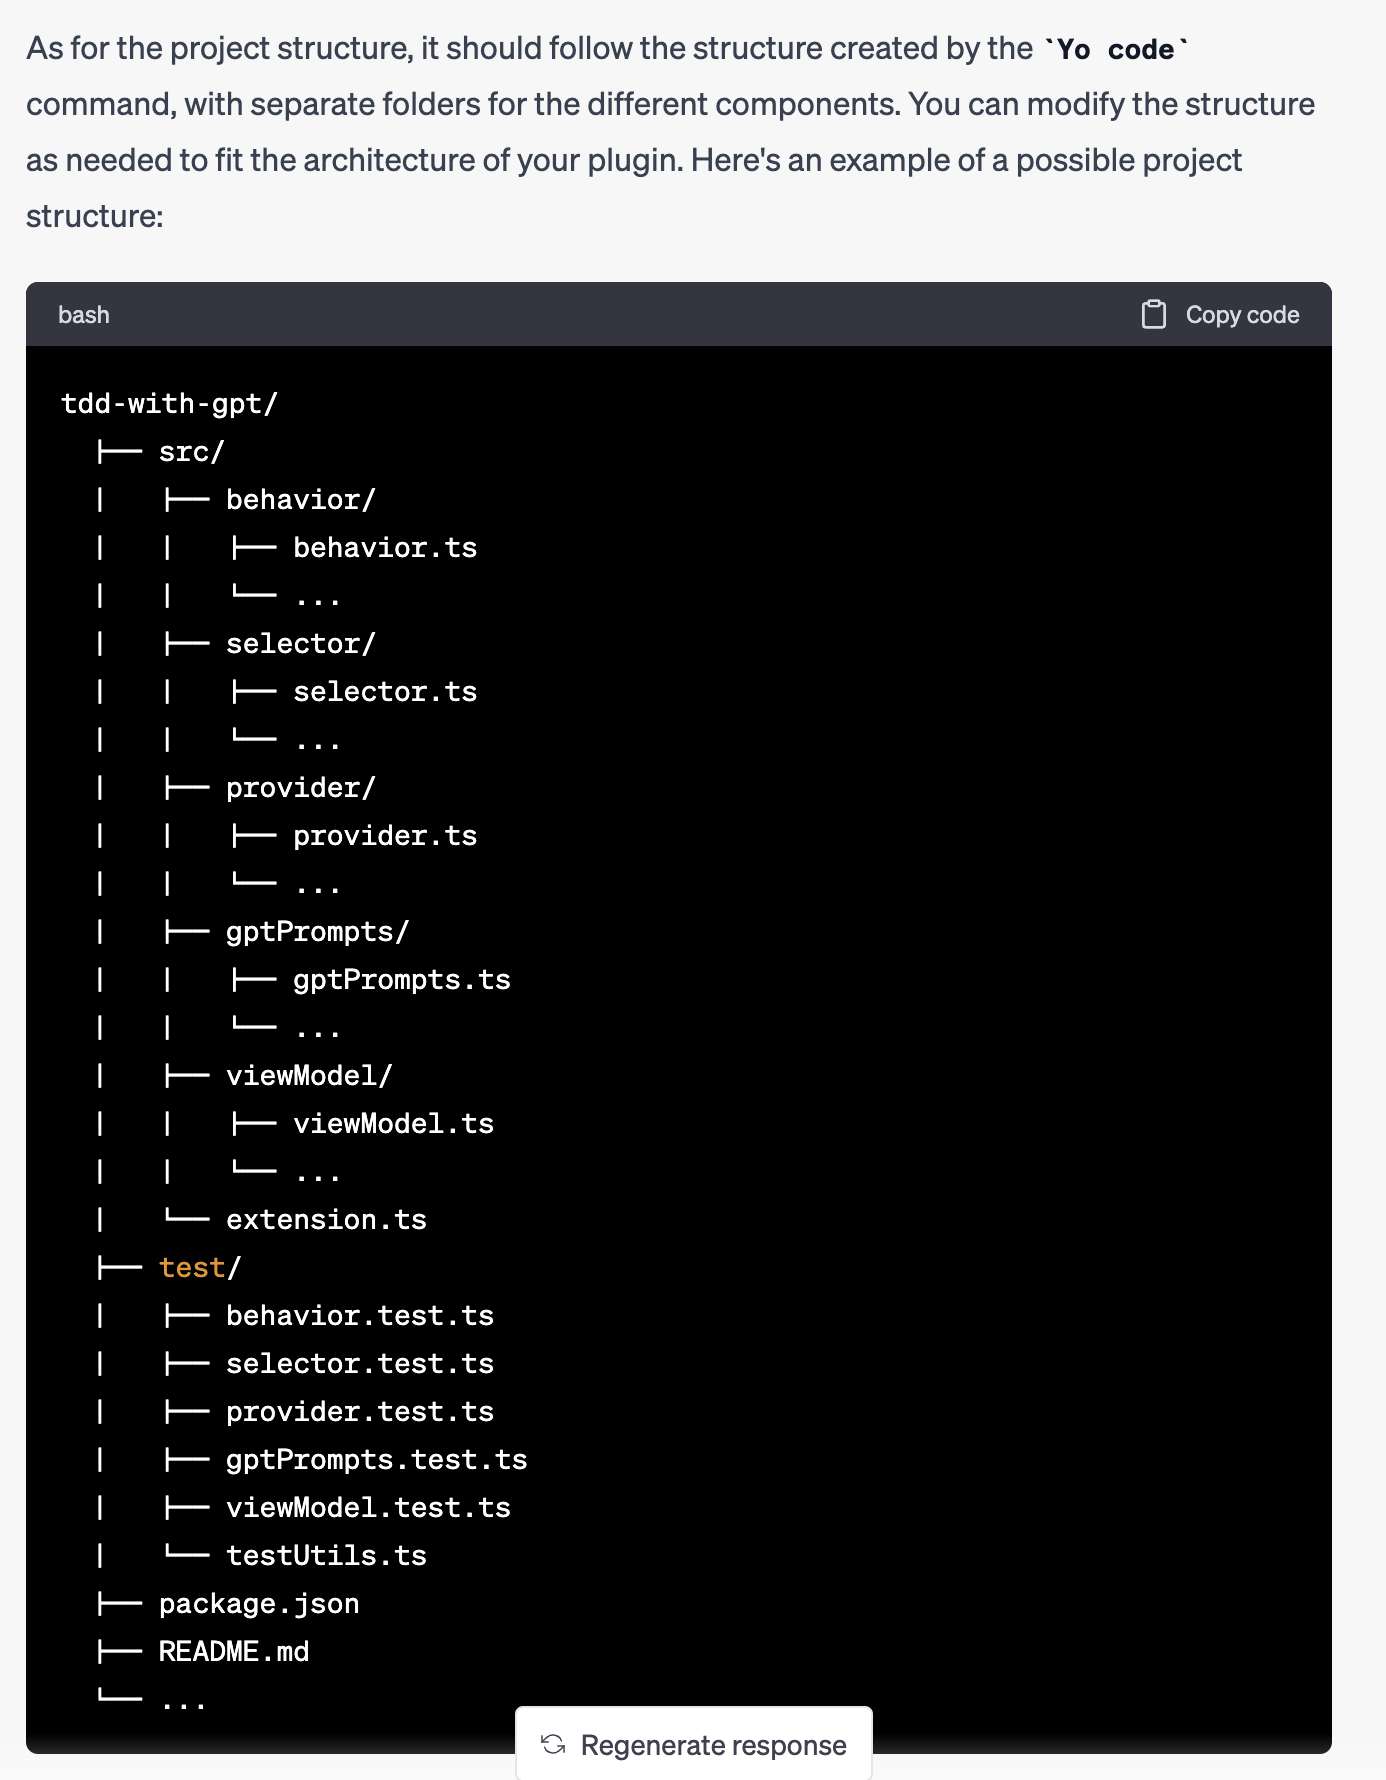 As for the project structure, it should follow the structure created by the `Yo code`
command, with separate folders for the different components. You can modify the structure
as needed to fit the architecture of your plugin. Here's an example of a possible project
structure:
bash
Copy code
tdd-with-gpt/
├── src/
│   ├── behavior/
│   │   ├── behavior.ts
│   │   └── ...
│   ├── selector/
│   │   ├── selector.ts
│   │   └── ...
│   ├── provider/
│   │   ├── provider.ts
│   │   └── ...
│   ├── gptPrompts/
│   │   ├── gptPrompts.ts
│   │   └── ...
│   ├── viewModel/
│   │   ├── viewModel.ts
│   │   └── ...
│   └── extension.ts
├── test/
│   ├── behavior.test.ts
│   ├── selector.test.ts
│   ├── provider.test.ts
│   ├── gptPrompts.test.ts
│   ├── viewModel.test.ts
│   └── testUtils.ts
├── package.json
├── README.md
└── ...
Regenerate response